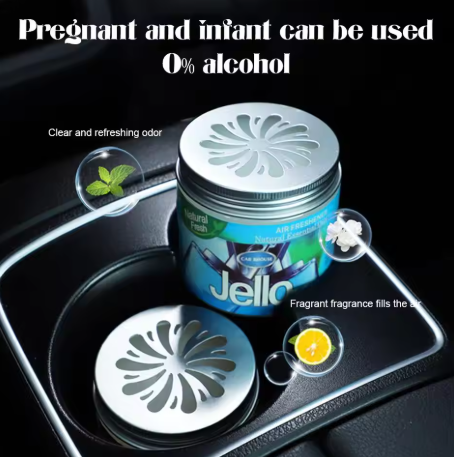 Pregnant and infant can be used
0% alcohol
Clear and refreshing odor
Natural
Fresh
AIR FRESHENER
Natural Essential
Jello
Fragrant fragrance fills the air